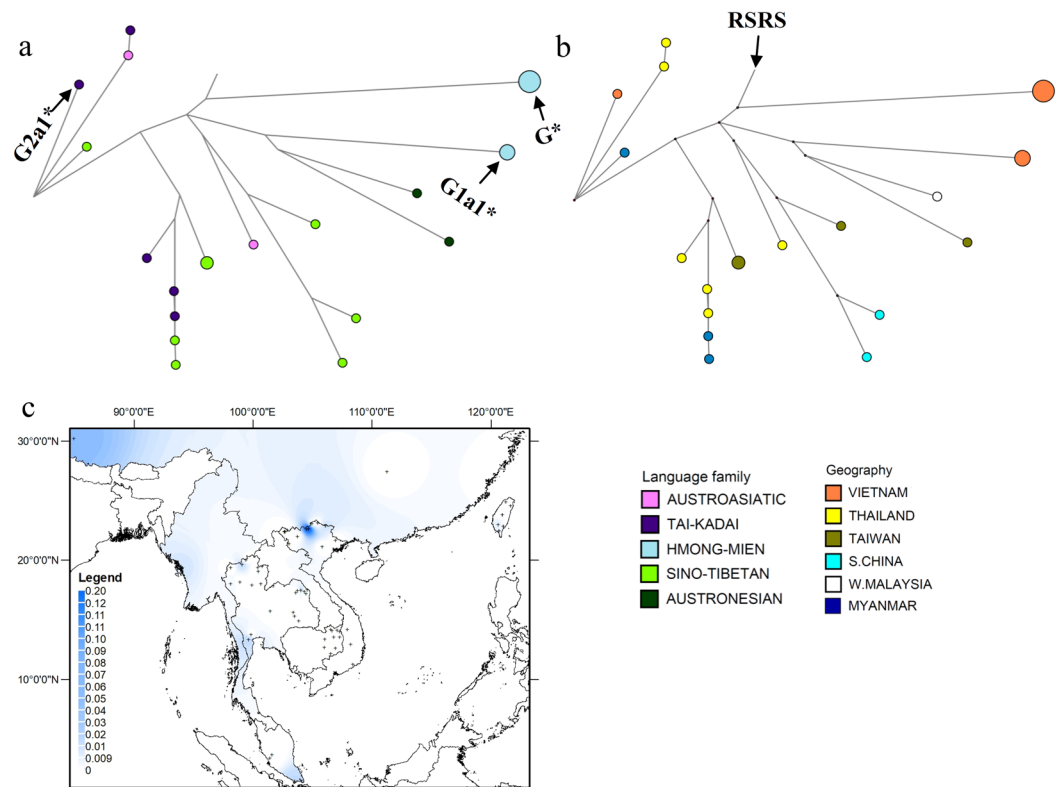 a
G2a1*
G*
G1a1*
b
RSRS
c
90°0'0"E 100°0'0"E 110°0'0"E 120°0'0"E
30°0'0"N
20°0'0"N
10°0'0"N
Legend
0.20
0.12
0.11
0.10
0.09
0.08
0.07
0.06
0.05
0.04
0.03
0.02
0.01
0.009
0
Language family
AUSTROASIATIC
TAI-KADAI
HMONG-MIEN
SINO-TIBETAN
AUSTRONESIAN
Geography
VIETNAM
THAILAND
TAIWAN
S.CHINA
W.MALAYSIA
MYANMAR